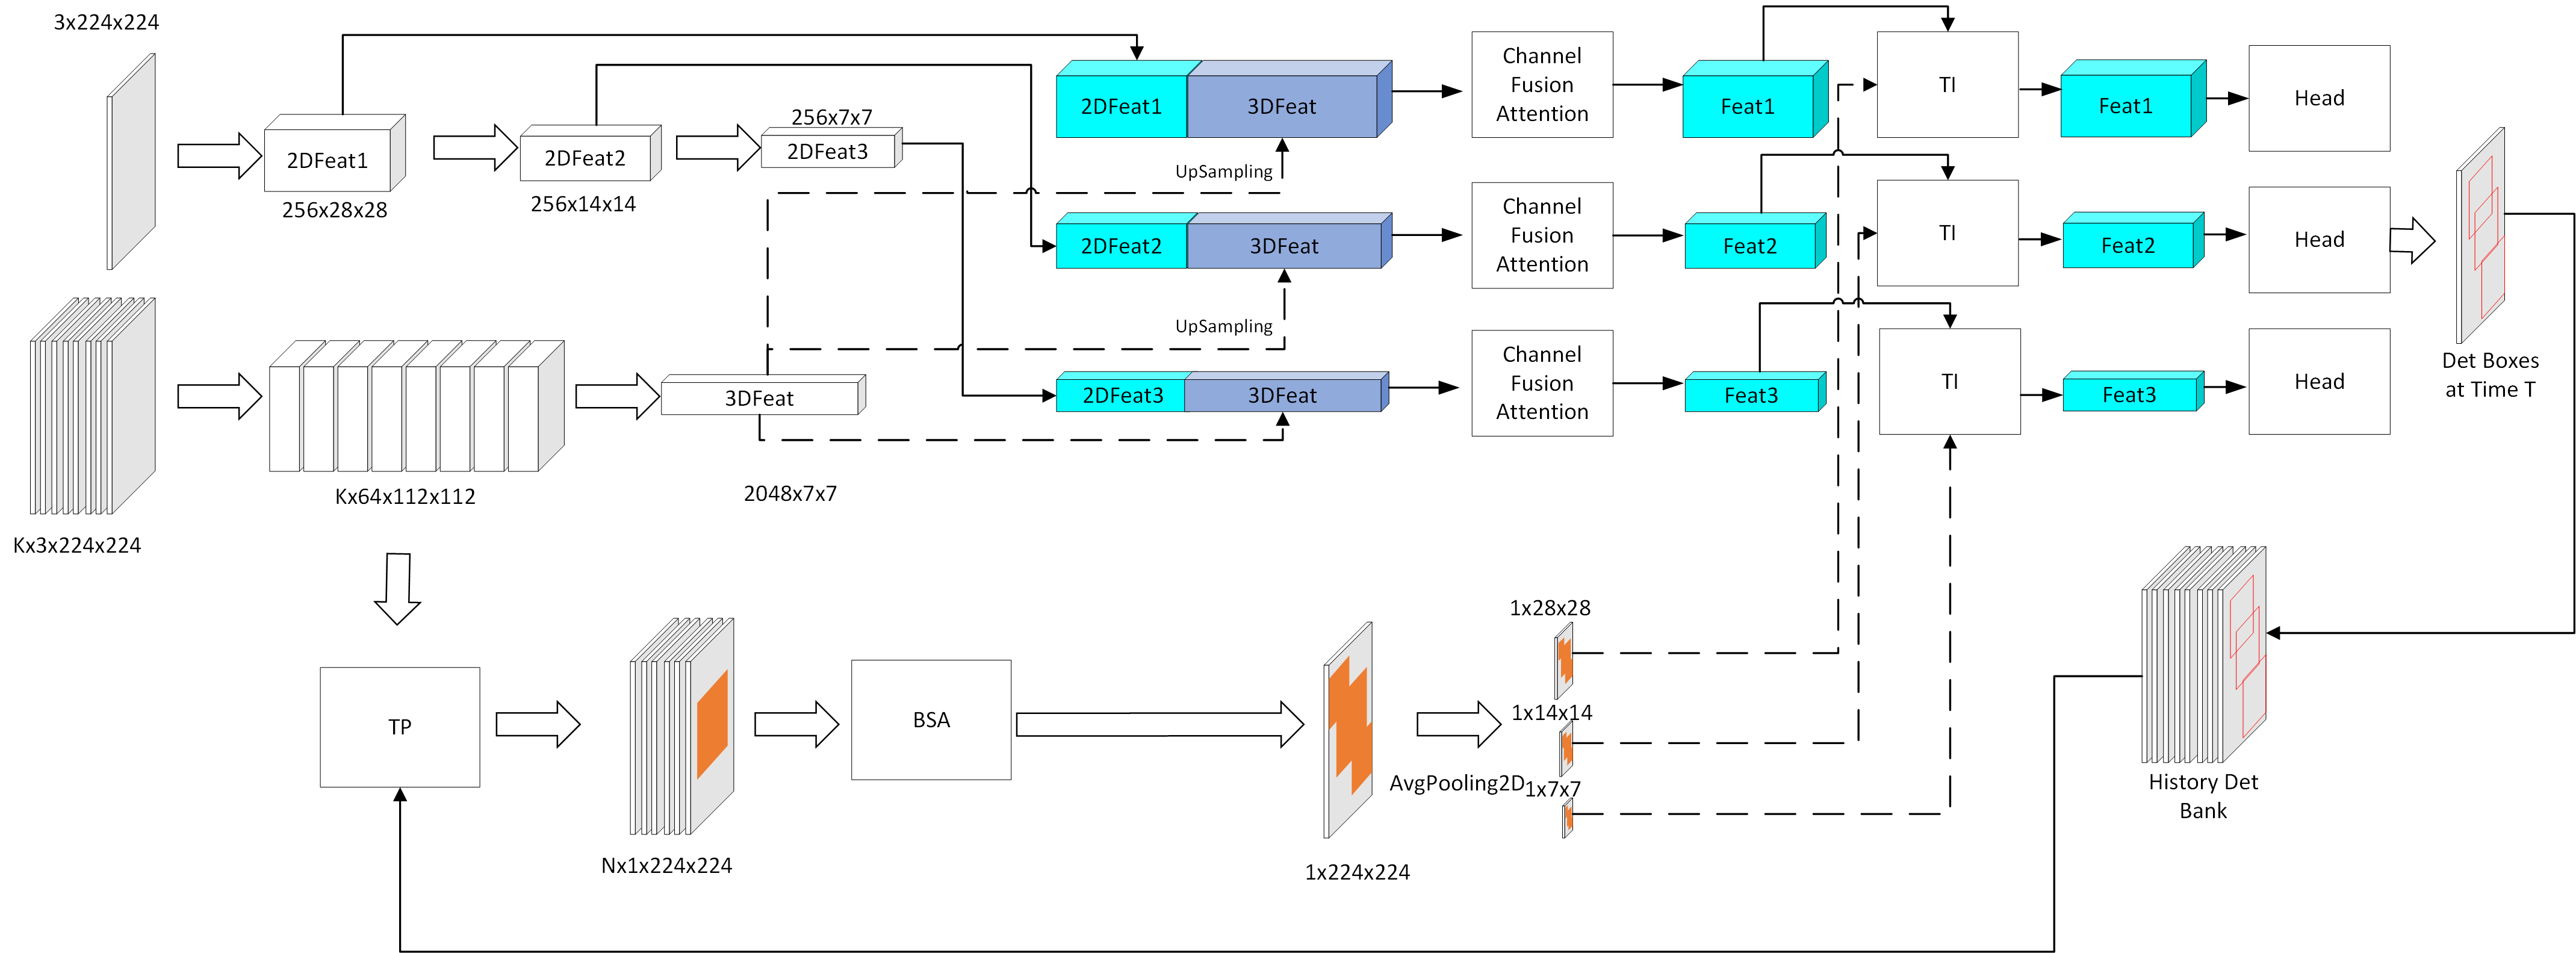 3x224x224
2DFeat1
256x28x28
2DFeat2
256x14x14
256x7x7
2DFeat3
2DFeat1
3DFeat
UpSampling
Channel
Fusion
Attention
Feat1
TI
Feat1
Head
2DFeat2
3DFeat
UpSampling
Channel
Fusion
Attention
Feat2
TI
Feat2
Head
Det Boxes
at Time T
Kx3x224x224
Kx64x112x112
3DFeat
2048x7x7
2DFeat3
3DFeat
Channel
Fusion
Attention
Feat3
TI
Feat3
Head
TP
Nx1x224x224
BSA
1x224x224
AvgPooling2D
1x28x28
1x14x14
1x7x7
History Det
Bank